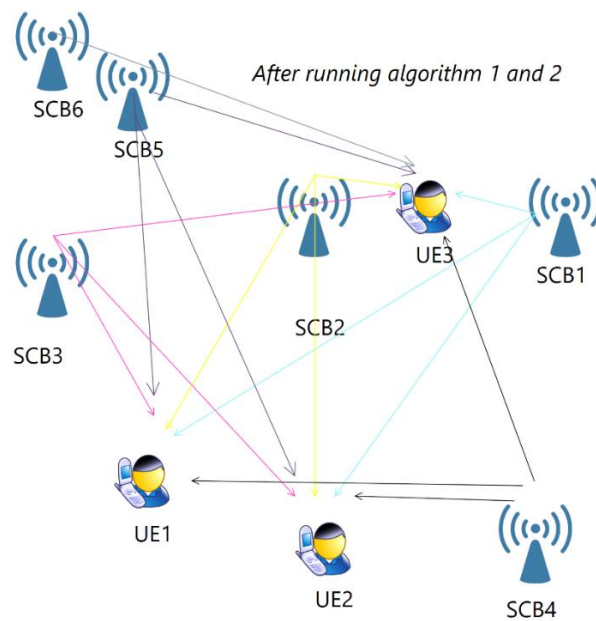 After running algorithm 1 and 2
SCB6
SCB5
UE3
SCB1
SCB2
SCB3
UE1
UE2
SCB4